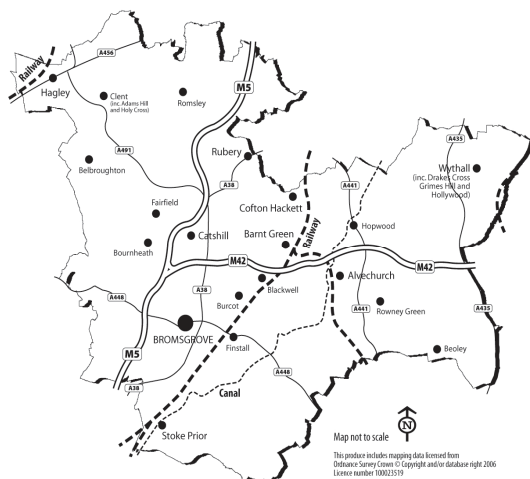 A456
Railway
Hagley
Clent
(inc. Adams Hill
and Holy Cross)
Romsley
M5
A435
Rubery
Wythall
(inc. Drakes Cross
Grimes Hill and
Hollywood)
A491
Belbroughton
A38
A441
Cofton Hackett
Fairfield
Railway
Hopwood
Catshill
Barnt Green
Bournheath
M42
Alvechurch
M42
Blackwell
A448
A38
Burcot
Rowney Green
A435
A441
BROMSGROVE
Finstall
Beoley
M5
A448
A38
Canal
Stoke Prior
Map not to scale
N
This produce includes mapping data licensed from
Ordnance Survey Crown © Copyright and/or database right 2006
Licence number 100023519